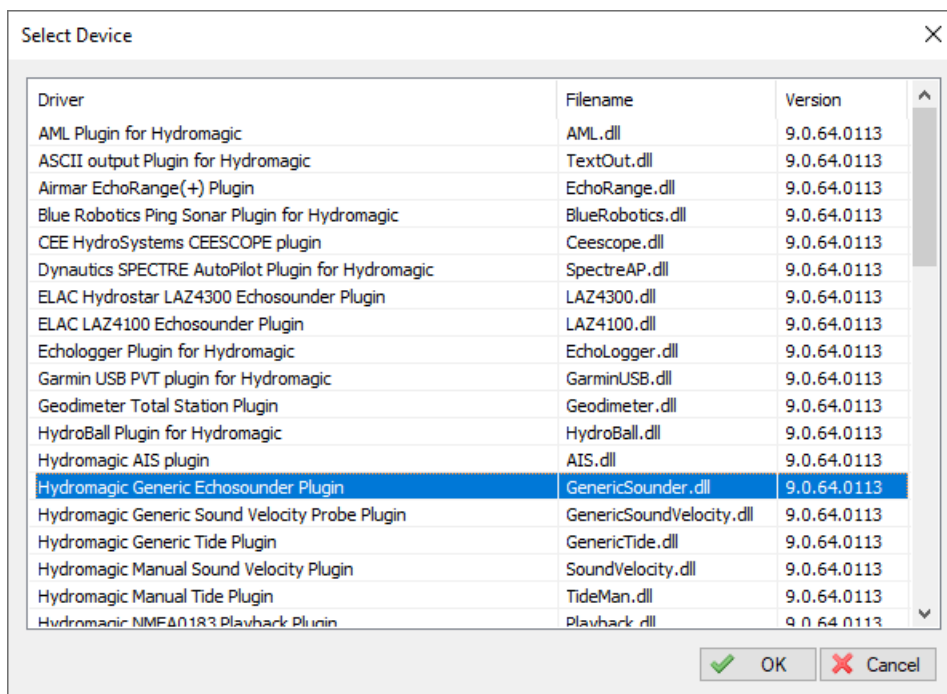 Select Device
Driver Filename Version
AML Plugin for Hydromagic AML.dll 9.0.64.0113
ASCII output Plugin for Hydromagic TextOut.dll 9.0.64.0113
Airmar EchoRange(+) Plugin EchoRange.dll 9.0.64.0113
Blue Robotics Ping Sonar Plugin for Hydromagic BlueRobotics.dll 9.0.64.0113
CEE HydroSystems CEESCOPE plugin Ceescope.dll 9.0.64.0113
Dynautics SPECTRE AutoPilot Plugin for Hydromagic SpectreAP.dll 9.0.64.0113
ELAC Hydrostar LAZ4300 Echosounder Plugin LAZ4300.dll 9.0.64.0113
ELAC LAZ4100 Echosounder Plugin LAZ4100.dll 9.0.64.0113
Echologger Plugin for Hydromagic EchoLogger.dll 9.0.64.0113
Garmin USB PVT plugin for Hydromagic GarminUSB.dll 9.0.64.0113
Geodimeter Total Station Plugin Geodimeter.dll 9.0.64.0113
HydroBall Plugin for Hydromagic HydroBall.dll 9.0.64.0113
Hydromagic AIS plugin AIS.dll 9.0.64.0113
Hydromagic Generic Echosounder Plugin GenericSounder.dll 9.0.64.0113
Hydromagic Generic Sound Velocity Probe Plugin GenericSoundVelocity.dll 9.0.64.0113
Hydromagic Generic Tide Plugin GenericTide.dll 9.0.64.0113
Hydromagic Manual Sound Velocity Plugin SoundVelocity.dll 9.0.64.0113
Hydromagic Manual Tide Plugin TideMan.dll 9.0.64.0113
Hydromagic NMEA0183 Playback Plugin Playback.dll 9.0.64.0113
OK Cancel